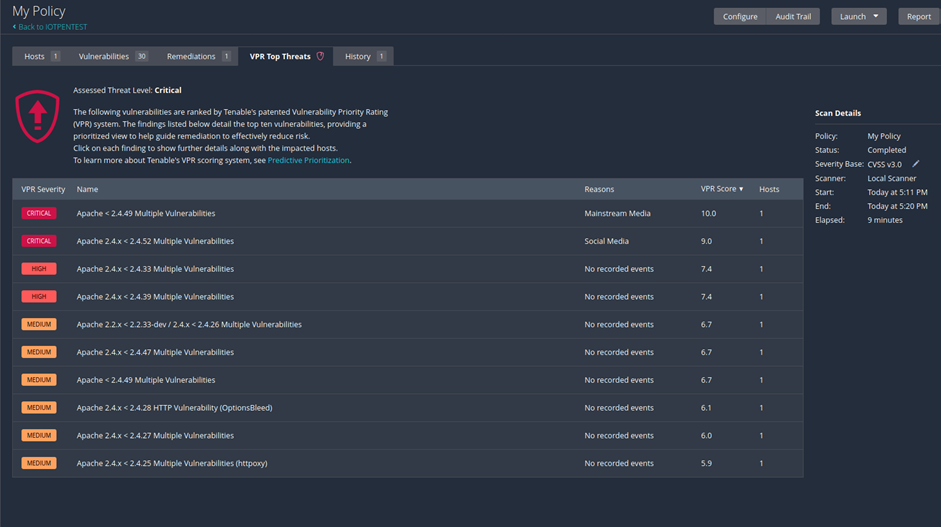 My Policy
Back to IOTPENTEST
Configure Audit Trail Launch Report
Hosts 1 Vulnerabilities 30 Remediations 1 VPR Top Threats History 1
Assessed Threat Level: Critical
The following vulnerabilities are ranked by Tenable's patented Vulnerability Priority Rating
(VPR) system. The findings listed below detail the top ten vulnerabilities, providing a
prioritized view to help guide remediation to effectively reduce risk.
Click on each finding to show further details along with the impacted hosts.
To learn more about Tenable's VPR scoring system, see Predictive Prioritization.
VPR Severity Name Reasons VPR Score Hosts
CRITICAL Apache < 2.4.49 Multiple Vulnerabilities Mainstream Media 10.0 1
CRITICAL Apache 2.4.x < 2.4.52 Multiple Vulnerabilities Social Media 9.0 1
HIGH Apache 2.4.x < 2.4.33 Multiple Vulnerabilities No recorded events 7.4 1
HIGH Apache 2.4.x < 2.4.39 Multiple Vulnerabilities No recorded events 7.4 1
MEDIUM Apache 2.2.x < 2.2.33-dev / 2.4.x < 2.4.26 Multiple Vulnerabilities No recorded events 6.7 1
MEDIUM Apache 2.4.x < 2.4.47 Multiple Vulnerabilities No recorded events 6.7 1
MEDIUM Apache < 2.4.49 Multiple Vulnerabilities No recorded events 6.7 1
MEDIUM Apache 2.4.x < 2.4.28 HTTP Vulnerability (OptionsBleed) No recorded events 6.1 1
MEDIUM Apache 2.4.x < 2.4.27 Multiple Vulnerabilities No recorded events 6.0 1
MEDIUM Apache 2.4.x < 2.4.25 Multiple Vulnerabilities (httpoxy) No recorded events 5.9 1
Scan Details
Policy: My Policy
Status: Completed
Severity Base: CVSS v3.0
Scanner: Local Scanner
Start: Today at 5:11 PM
End: Today at 5:20 PM
Elapsed: 9 minutes